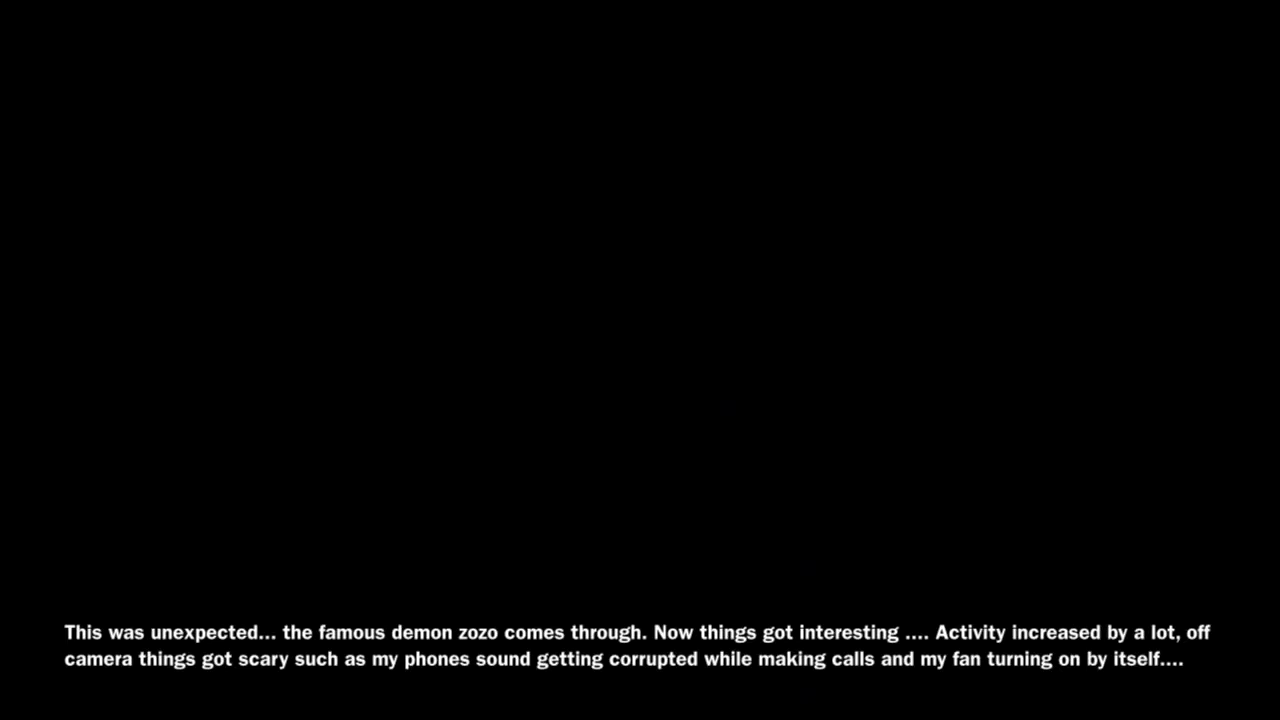 This was unexpected... the famous demon zozo comes through. Now things got interesting .... Activity increased by a lot, off
camera things got scary such as my phones sound getting corrupted while making calls and my fan turning on by itself....